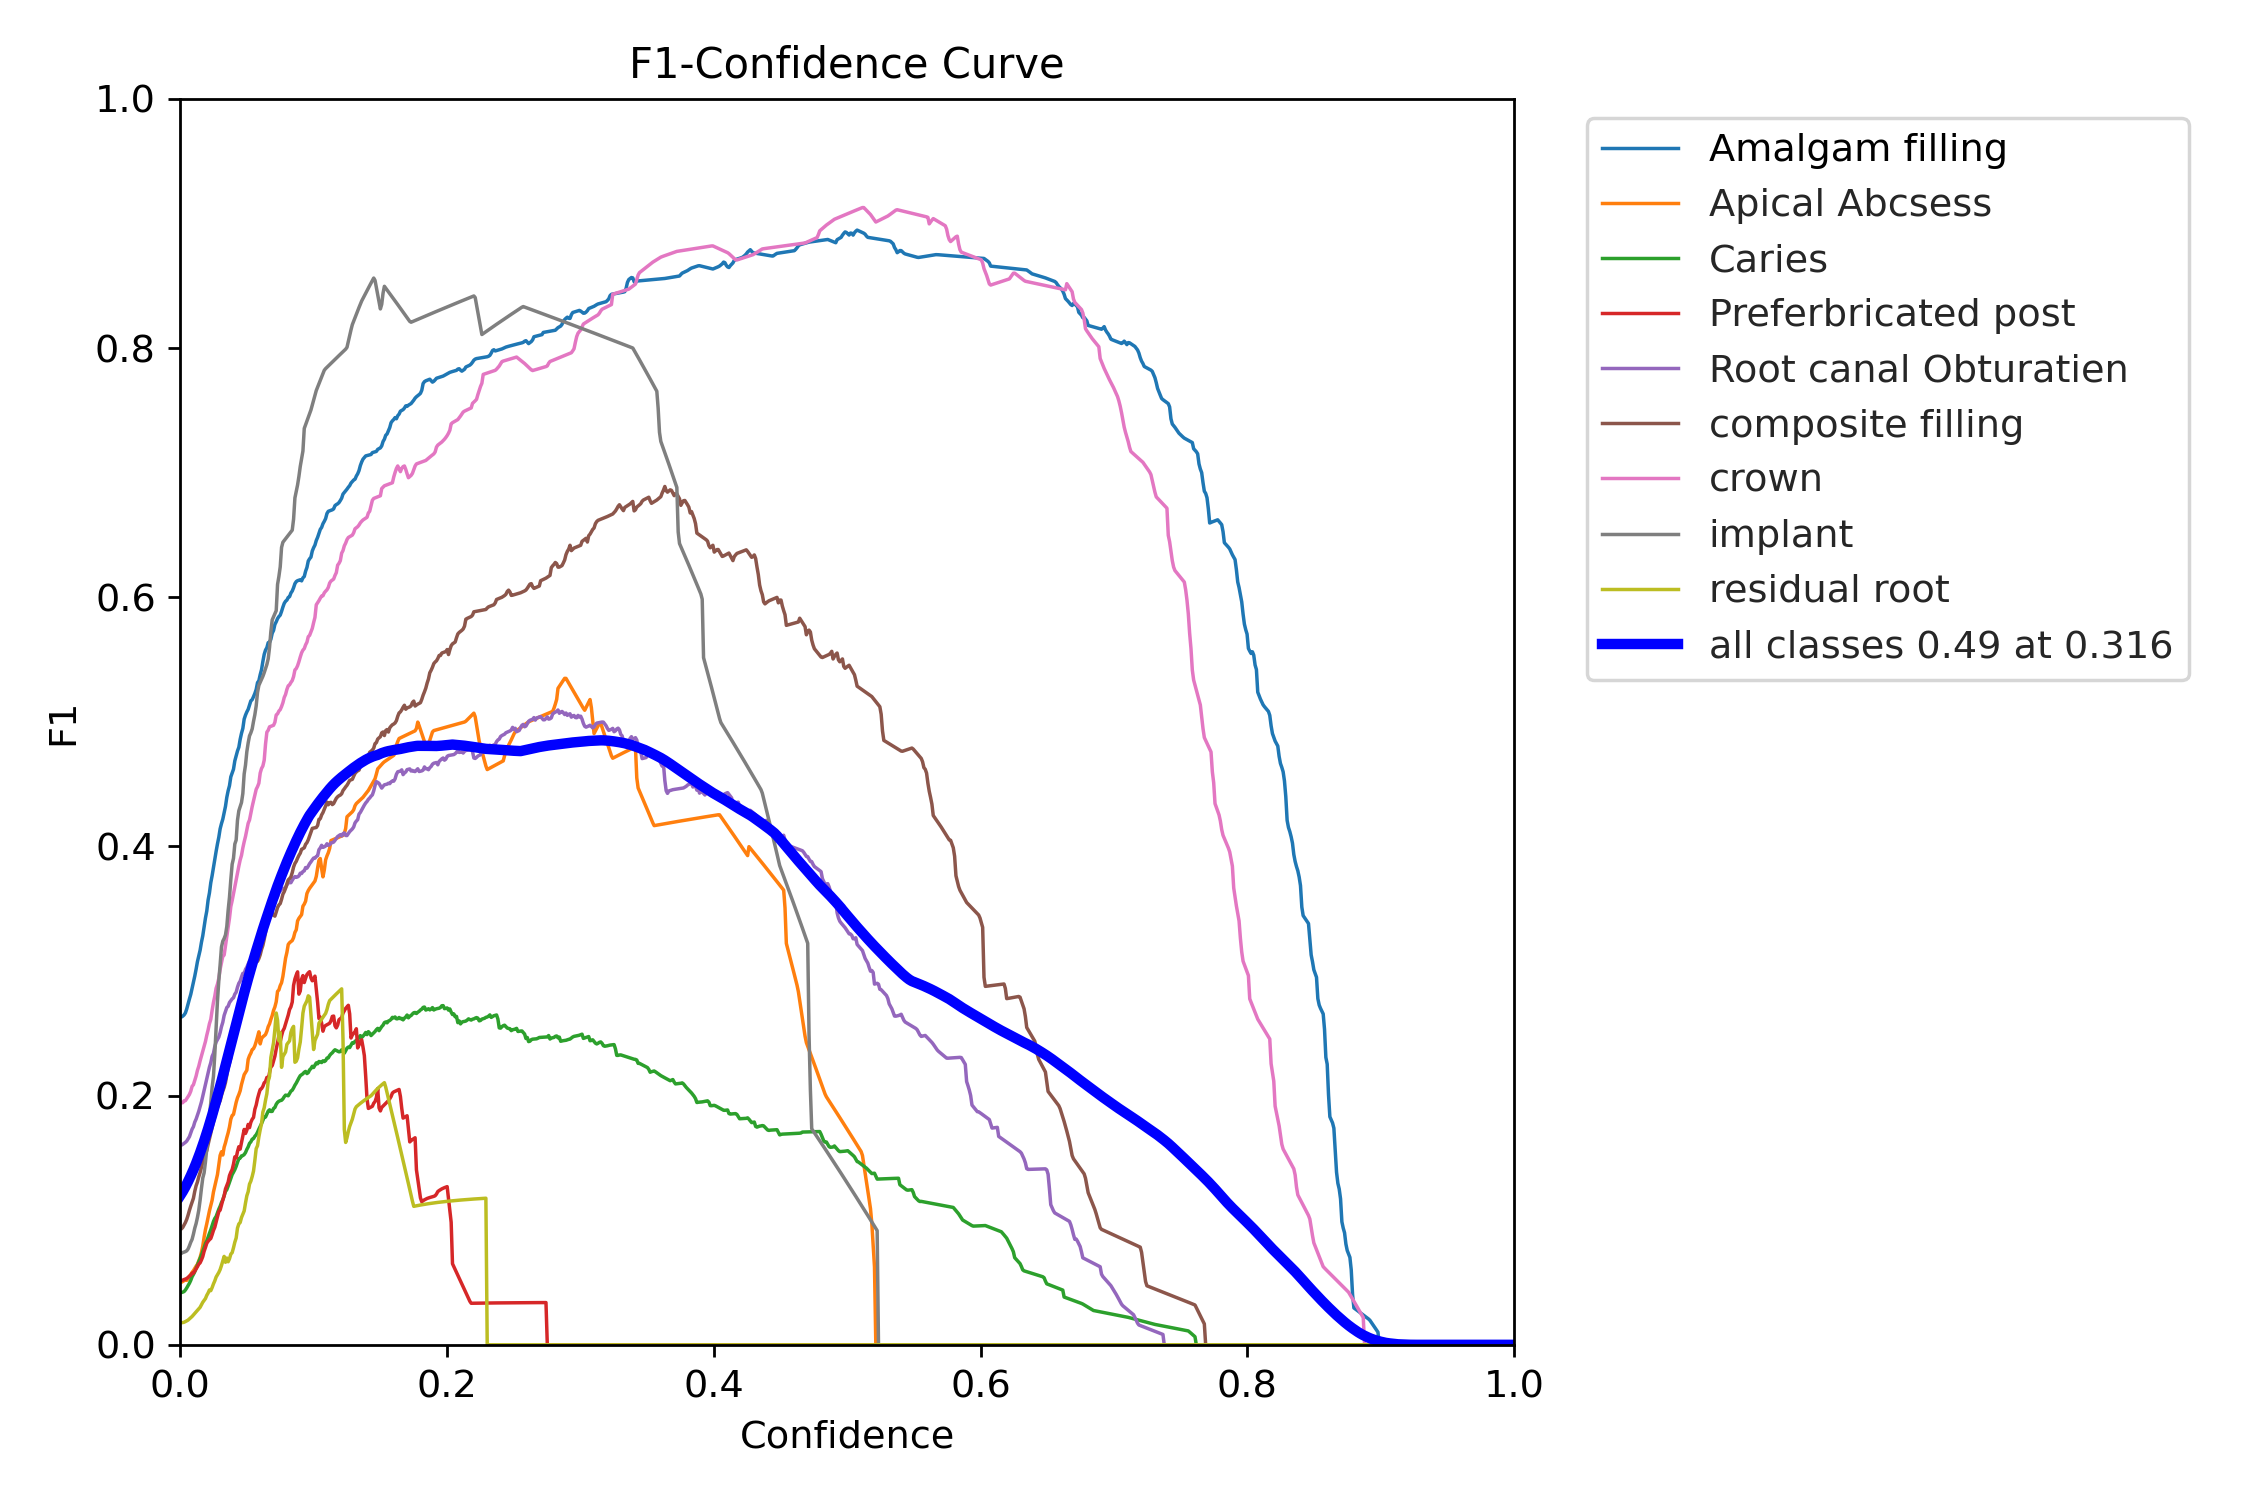 F1-Confidence Curve
1.0
0.8
0.6
0.4
0.2
0.0
F1
0.0 0.2 0.4 0.6 0.8 1.0
Confidence
Amalgam filling
Apical Abcsess
Caries
Preferbricated post
Root canal Obturatien
composite filling
crown
implant
residual root
all classes 0.49 at 0.316